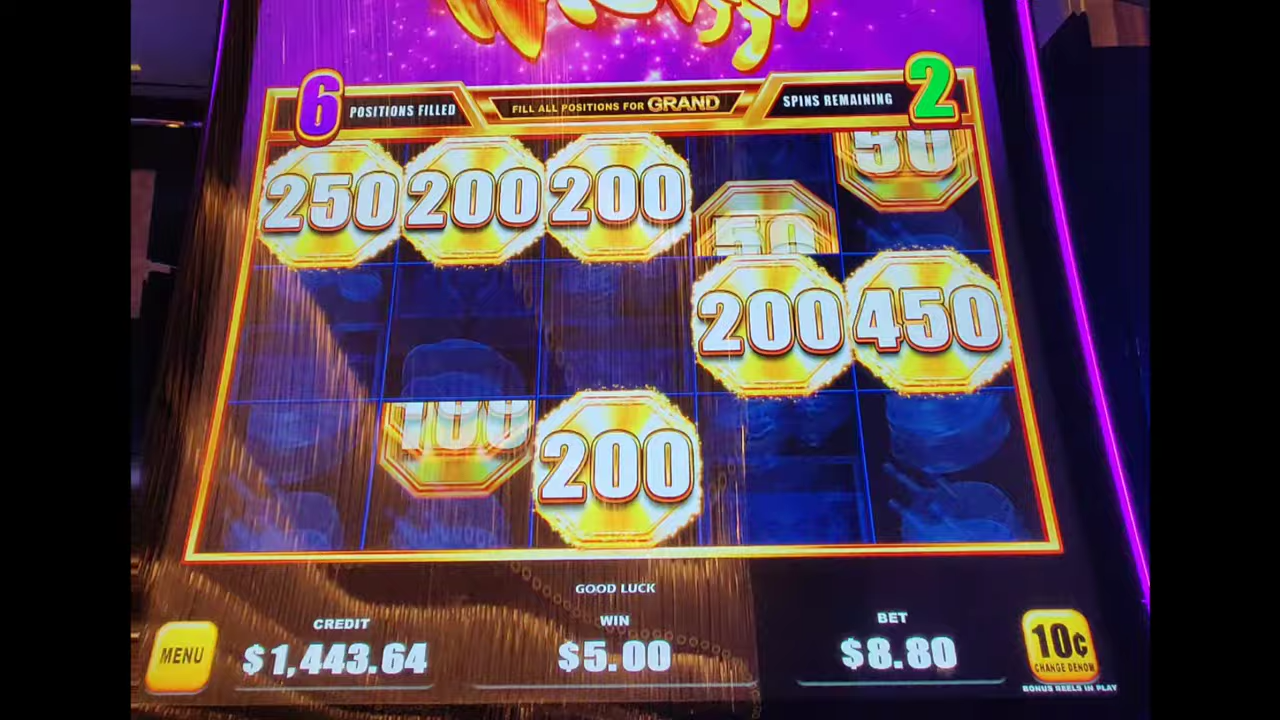 6 POSITIONS FILLED
FILL ALL POSITIONS FOR GRAND
SPINS REMAINING 2
250 200 200 50 50
200 450
100 200
GOOD LUCK
CREDIT WIN BET
MENU $1,443.64 $5.00 $8.80 10¢
CHANGE DENOM
BONUS REELS IN PLAY